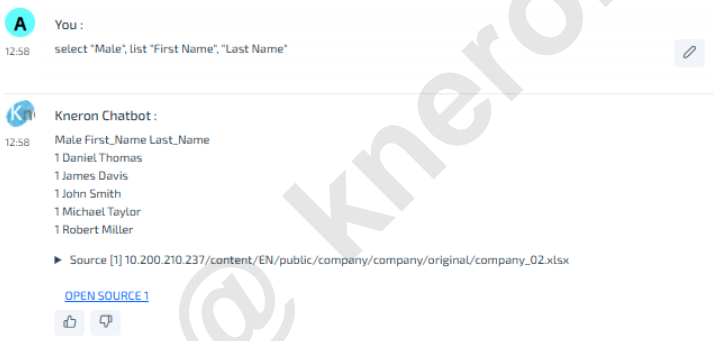 A
You :
12:58
select "Male", list "First Name", "Last Name"
Kn
Kneron Chatbot :
12:58
Male First_Name Last_Name
1 Daniel Thomas
1 James Davis
1 John Smith
1 Michael Taylor
1 Robert Miller
▶ Source [1] 10.200.210.237/content/EN/public/company/company/original/company_02.xlsx
OPEN SOURCE 1
@ knero